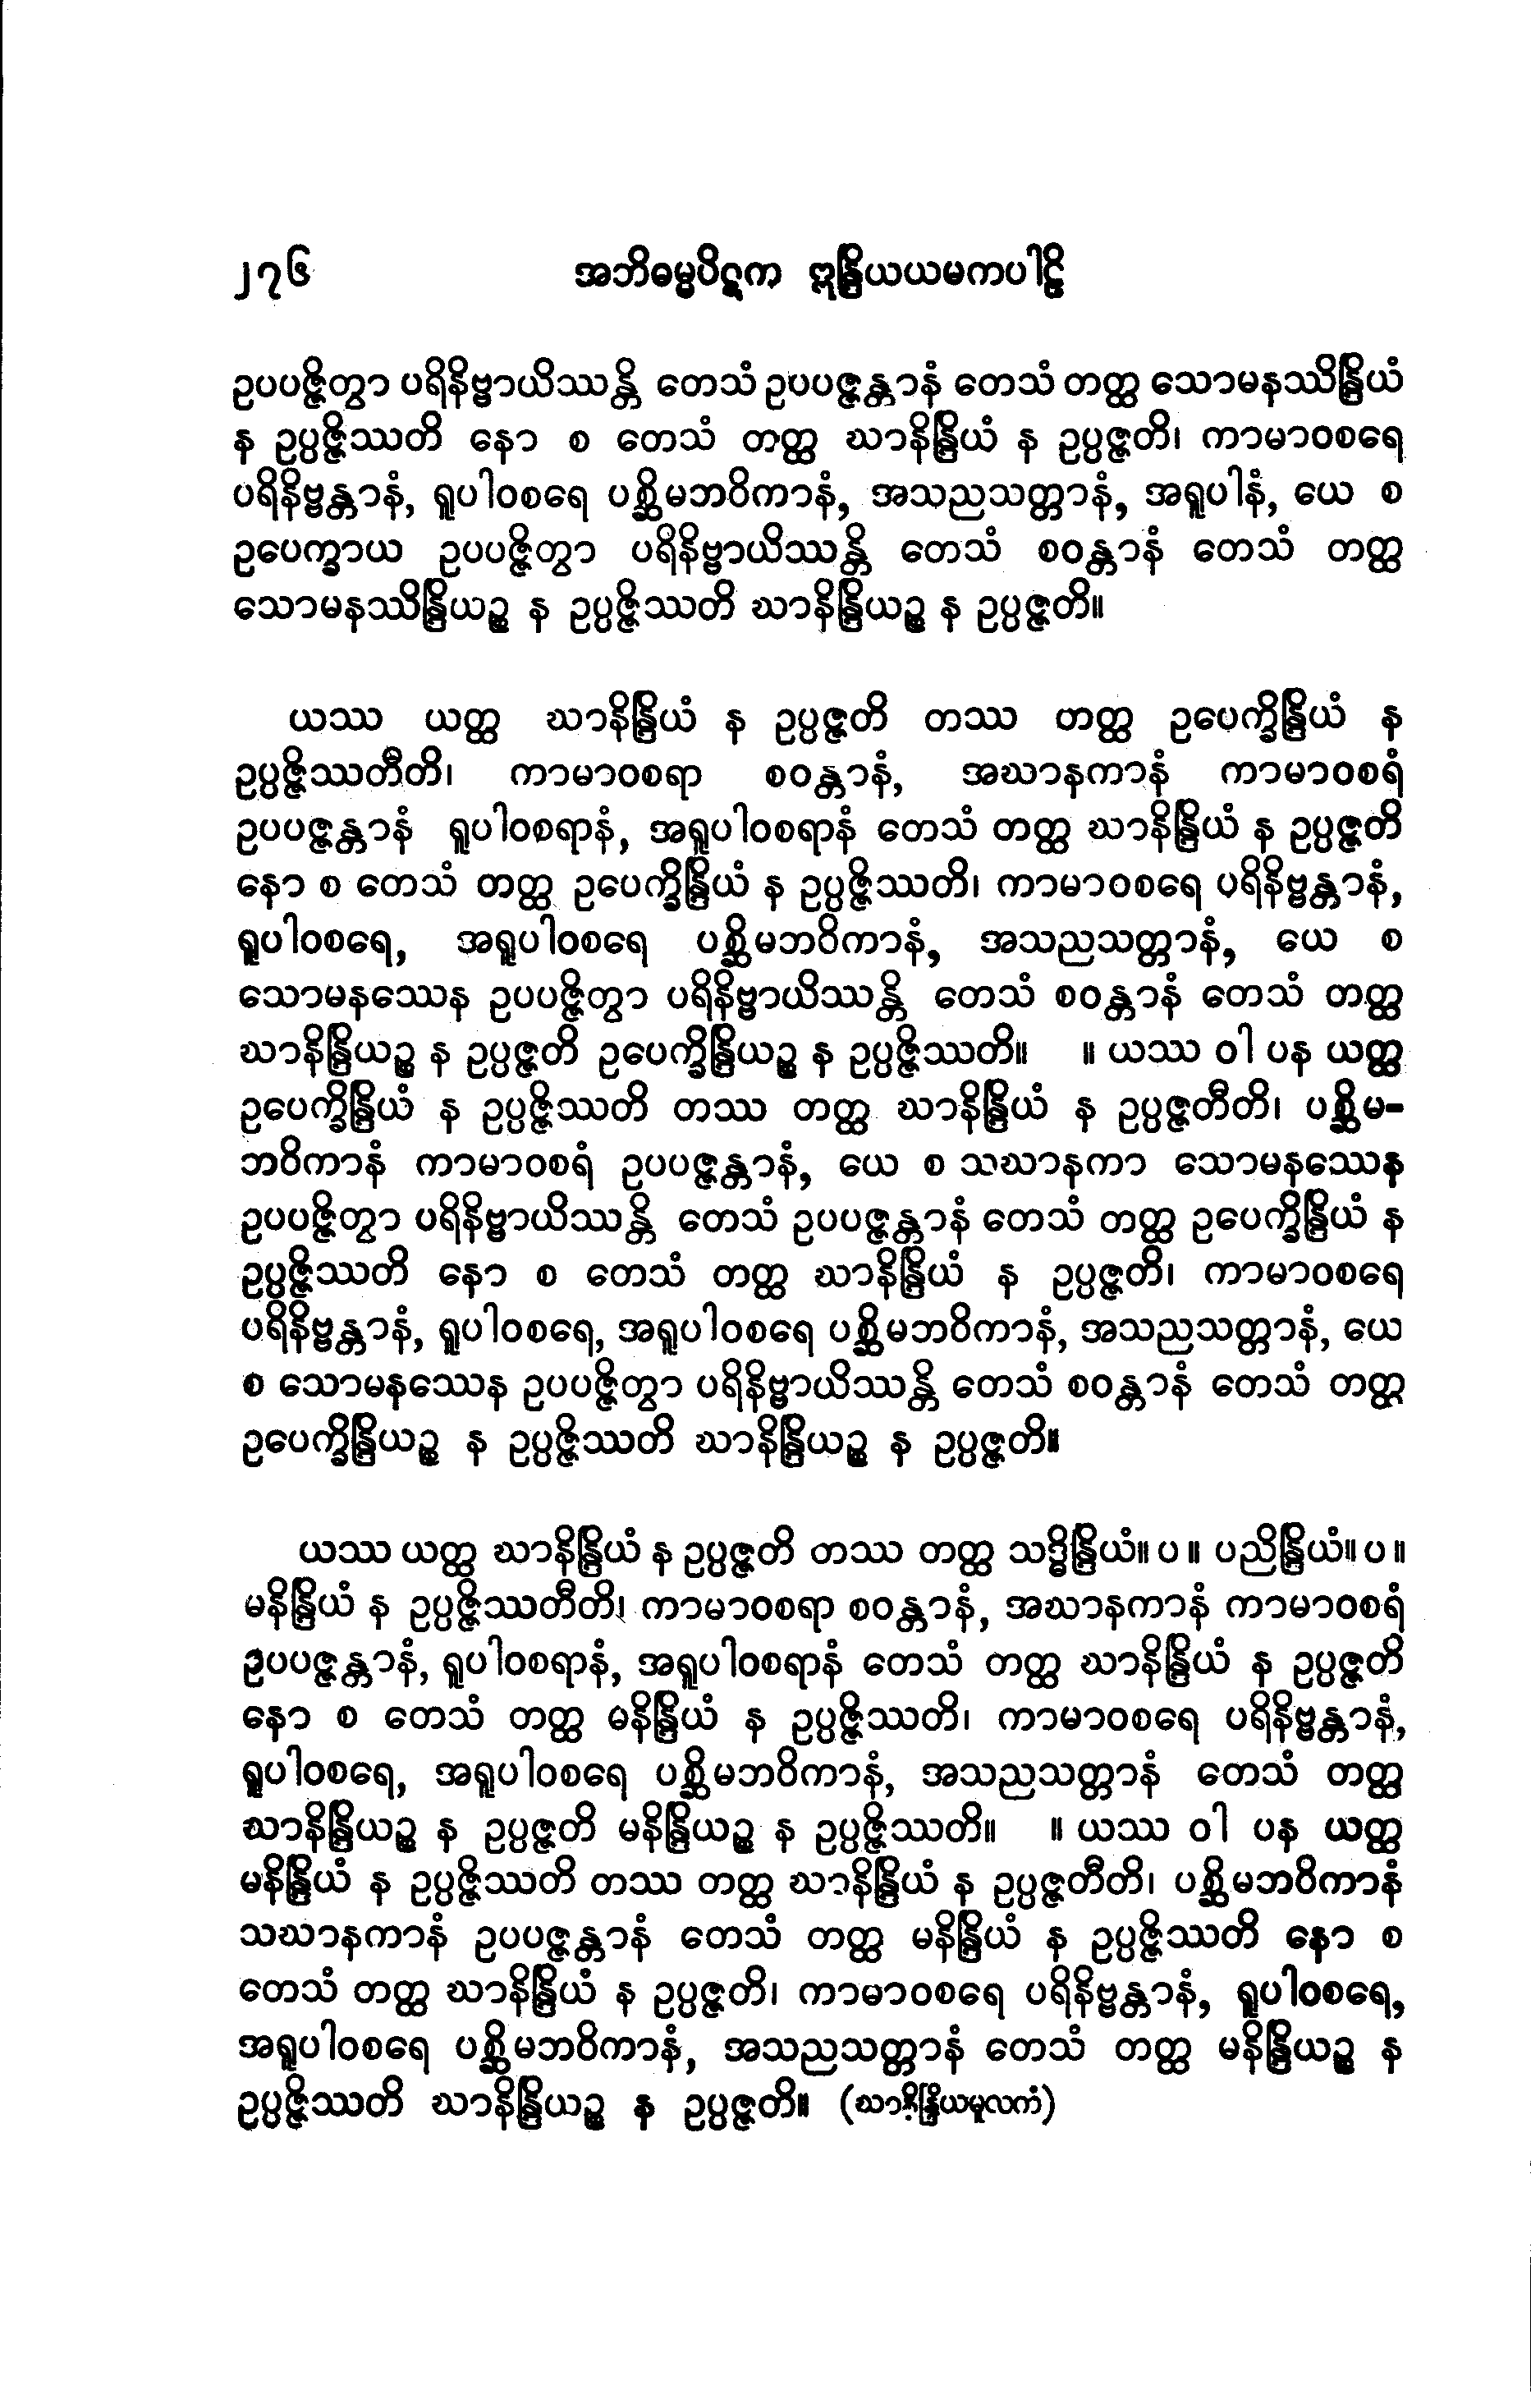 ၂၇၆ အဘိဓမ္မပိဋက ဣန္ဒြိယယမကပါဠိ
ဥပပဇ္ဇိတွာ ပရိနိဗ္ဗာယိဿန္တိ တေသံ ဥပပဇ္ဇန္တာနံ တေသံ တတ္ထ သောမနဿိန္ဒြိယံ
န ဥပ္ပဇ္ဇိဿတိ နော စ တေသံ တတ္ထ ဃာနိန္ဒြိယံ န ဥပ္ပဇ္ဇတိ၊ ကာမာဝစရေ
ပရိနိဗ္ဗန္တာနံ, ရူပါဝစရေ ပစ္ဆိမဘဝိကာနံ, အသညသတ္တာနံ, အရူပါနံ, ယေ စ
ဥပေက္ခာယ ဥပပဇ္ဇိတွာ ပရိနိဗ္ဗာယိဿန္တိ တေသံ စဝန္တာနံ တေသံ တတ္ထ
သောမနဿိန္ဒြိယဉ္စ န ဥပ္ပဇ္ဇိဿတိ ဃာနိန္ဒြိယဉ္စ န ဥပ္ပဇ္ဇတိ။
ယဿ ယတ္ထ ဃာနိန္ဒြိယံ န ဥပ္ပဇ္ဇတိ တဿ တတ္ထ ဥပေက္ခိန္ဒြိယံ န
ဥပ္ပဇ္ဇိဿတီတိ၊ ကာမာဝစရာ စဝန္တာနံ, အဃာနကာနံ ကာမာဝစရံ
ဥပပဇ္ဇန္တာနံ ရူပါဝစရာနံ, အရူပါဝစရာနံ တေသံ တတ္ထ ဃာနိန္ဒြိယံ န ဥပ္ပဇ္ဇတိ
နော စ တေသံ တတ္ထ ဥပေက္ခိန္ဒြိယံ န ဥပ္ပဇ္ဇိဿတိ၊ ကာမာဝစရေ ပရိနိဗ္ဗန္တာနံ,
ရူပါဝစရေ, အရူပါဝစရေ ပစ္ဆိမဘဝိကာနံ, အသညသတ္တာနံ, ယေ စ
သောမနဿေန ဥပပဇ္ဇိတွာ ပရိနိဗ္ဗာယိဿန္တိ တေသံ စဝန္တာနံ တေသံ တတ္ထ
ဃာနိန္ဒြိယဉ္စ န ဥပ္ပဇ္ဇတိ ဥပေက္ခိန္ဒြိယဉ္စ န ဥပ္ပဇ္ဇိဿတိ။ ။ ယဿ ဝါ ပန ယတ္ထ
ဥပေက္ခိန္ဒြိယံ န ဥပ္ပဇ္ဇိဿတိ တဿ တတ္ထ ဃာနိန္ဒြိယံ န ဥပ္ပဇ္ဇတီတိ၊ ပစ္ဆိမ-
ဘဝိကာနံ ကာမာဝစရံ ဥပပဇ္ဇန္တာနံ, ယေ စ သဃာနကာ သောမနဿေန
ဥပပဇ္ဇိတွာ ပရိနိဗ္ဗာယိဿန္တိ တေသံ ဥပပဇ္ဇန္တာနံ တေသံ တတ္ထ ဥပေက္ခိန္ဒြိယံ န
ဥပ္ပဇ္ဇိဿတိ နော စ တေသံ တတ္ထ ဃာနိန္ဒြိယံ န ဥပ္ပဇ္ဇတိ၊ ကာမာဝစရေ
ပရိနိဗ္ဗန္တာနံ, ရူပါဝစရေ, အရူပါဝစရေ ပစ္ဆိမဘဝိကာနံ, အသညသတ္တာနံ, ယေ
စ သောမနဿေန ဥပပဇ္ဇိတွာ ပရိနိဗ္ဗာယိဿန္တိ တေသံ စဝန္တာနံ တေသံ တတ္ထ
ဥပေက္ခိန္ဒြိယဉ္စ န ဥပ္ပဇ္ဇိဿတိ ဃာနိန္ဒြိယဉ္စ န ဥပ္ပဇ္ဇတိ။
ယဿ ယတ္ထ ဃာနိန္ဒြိယံ န ဥပ္ပဇ္ဇတိ တဿ တတ္ထ သဒ္ဓိန္ဒြိယံ။ ပ ။ ပညိန္ဒြိယံ။ ပ ။
မနိန္ဒြိယံ န ဥပ္ပဇ္ဇိဿတီတိ၊ ကာမာဝစရာ စဝန္တာနံ, အဃာနကာနံ ကာမာဝစရံ
ဥပပဇ္ဇန္တာနံ, ရူပါဝစရာနံ, အရူပါဝစရာနံ တေသံ တတ္ထ ဃာနိန္ဒြိယံ န ဥပ္ပဇ္ဇတိ
နော စ တေသံ တတ္ထ မနိန္ဒြိယံ န ဥပ္ပဇ္ဇိဿတိ၊ ကာမာဝစရေ ပရိနိဗ္ဗန္တာနံ,
ရူပါဝစရေ, အရူပါဝစရေ ပစ္ဆိမဘဝိကာနံ, အသညသတ္တာနံ တေသံ တတ္ထ
ဃာနိန္ဒြိယဉ္စ န ဥပ္ပဇ္ဇတိ မနိန္ဒြိယဉ္စ န ဥပ္ပဇ္ဇိဿတိ။ ။ ယဿ ဝါ ပန ယတ္ထ
မနိန္ဒြိယံ န ဥပ္ပဇ္ဇိဿတိ တဿ တတ္ထ ဃာနိန္ဒြိယံ န ဥပ္ပဇ္ဇတီတိ၊ ပစ္ဆိမဘဝိကာနံ
သဃာနကာနံ ဥပပဇ္ဇန္တာနံ တေသံ တတ္ထ မနိန္ဒြိယံ န ဥပ္ပဇ္ဇိဿတိ နော စ
တေသံ တတ္ထ ဃာနိန္ဒြိယံ န ဥပ္ပဇ္ဇတိ၊ ကာမာဝစရေ ပရိနိဗ္ဗန္တာနံ, ရူပါဝစရေ,
အရူပါဝစရေ ပစ္ဆိမဘဝိကာနံ, အသညသတ္တာနံ တေသံ တတ္ထ မနိန္ဒြိယဉ္စ န
ဥပ္ပဇ္ဇိဿတိ ဃာနိန္ဒြိယဉ္စ န ဥပ္ပဇ္ဇတိ။ (ဃာနိန္ဒြိယမူလကံ)